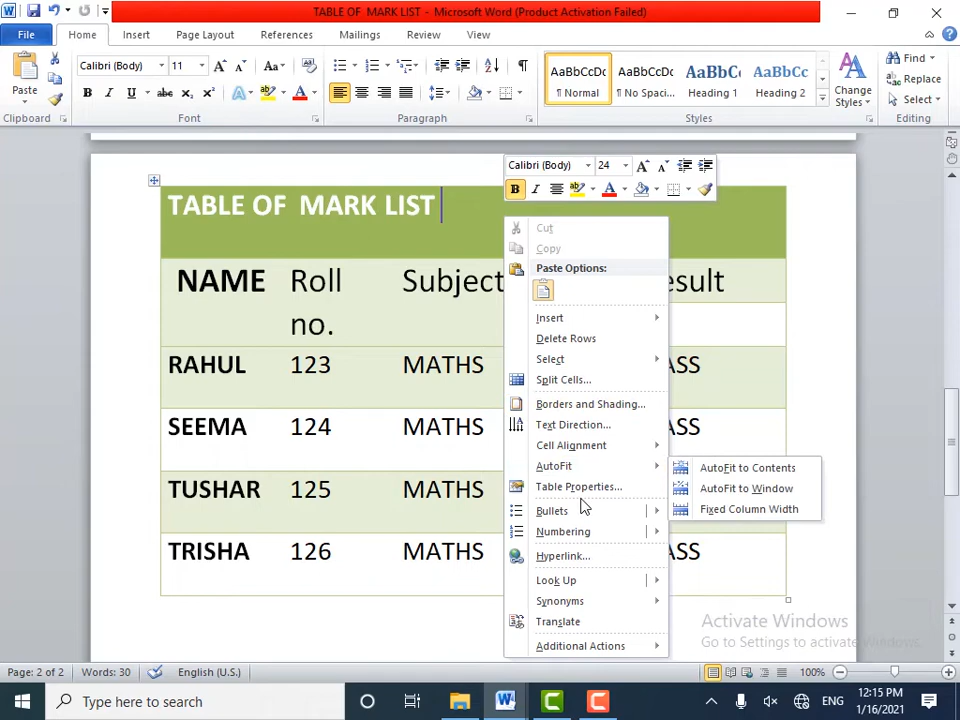 TABLE OF MARK LIST - Microsoft Word (Product Activation Failed)
File Home Insert Page Layout References Mailings Review View
Paste
Clipboard
Calibri (Body) 11
Font
Paragraph
AaBbCcDc AaBbCcDc AaBbCc AaBbCc
¶ Normal ¶ No Spaci... Heading 1 Heading 2
Change Styles
Styles
Find
Replace
Select
Editing
Calibri (Body) 24
TABLE OF MARK LIST
NAME Roll no. Subject esult
RAHUL 123 MATHS ASS
SEEMA 124 MATHS ASS
TUSHAR 125 MATHS ASS
TRISHA 126 MATHS ASS
Cut
Copy
Paste Options:
Insert
Delete Rows
Select
Split Cells...
Borders and Shading...
Text Direction...
Cell Alignment
AutoFit
Table Properties...
Bullets
Numbering
Hyperlink...
Look Up
Synonyms
Translate
Additional Actions
AutoFit to Contents
AutoFit to Window
Fixed Column Width
Activate Windows
Go to Settings to activate Windows.
Page: 2 of 2 Words: 30 English (U.S.) 100%
Type here to search
ENG
12:15 PM
1/16/2021